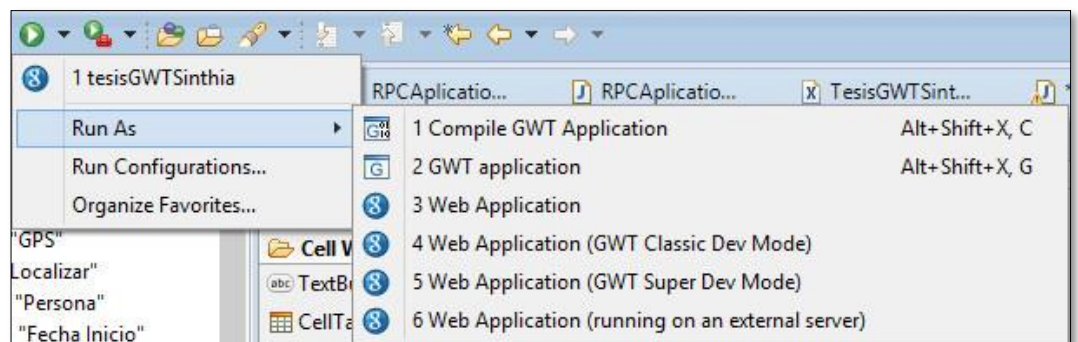 1 tesisGWTSinthia
RPCAplicatio...
RPCAplicatio...
TesisGWTSint...
Run As
Run Configurations...
Organize Favorites...
1 Compile GWT Application Alt+Shift+X, C
2 GWT application Alt+Shift+X, G
3 Web Application
4 Web Application (GWT Classic Dev Mode)
5 Web Application (GWT Super Dev Mode)
6 Web Application (running on an external server)
"GPS"
Localizar"
"Persona"
"Fecha Inicio"
Cell
abc TextB
CellTa